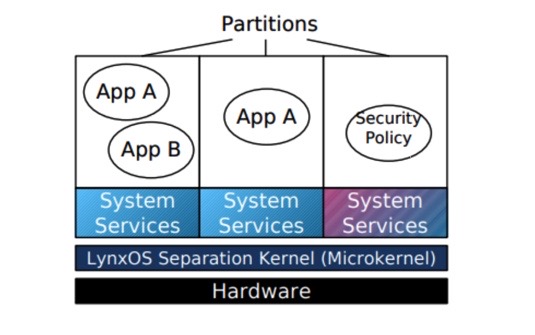 Partitions
App A
App B
App A
Security
Policy
System
Services
System
Services
System
Services
LynxOS Separation Kernel (Microkernel)
Hardware